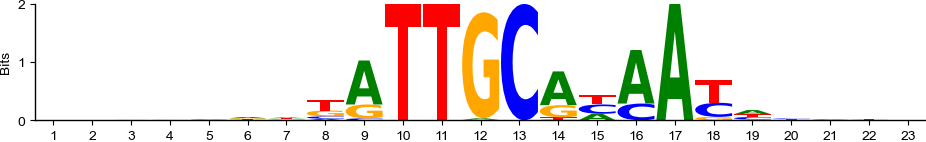 2
Bits
1
0
T A T T G C A T A A T
G G C C C
A
1 2 3 4 5 6 7 8 9 10 11 12 13 14 15 16 17 18 19 20 21 22 23